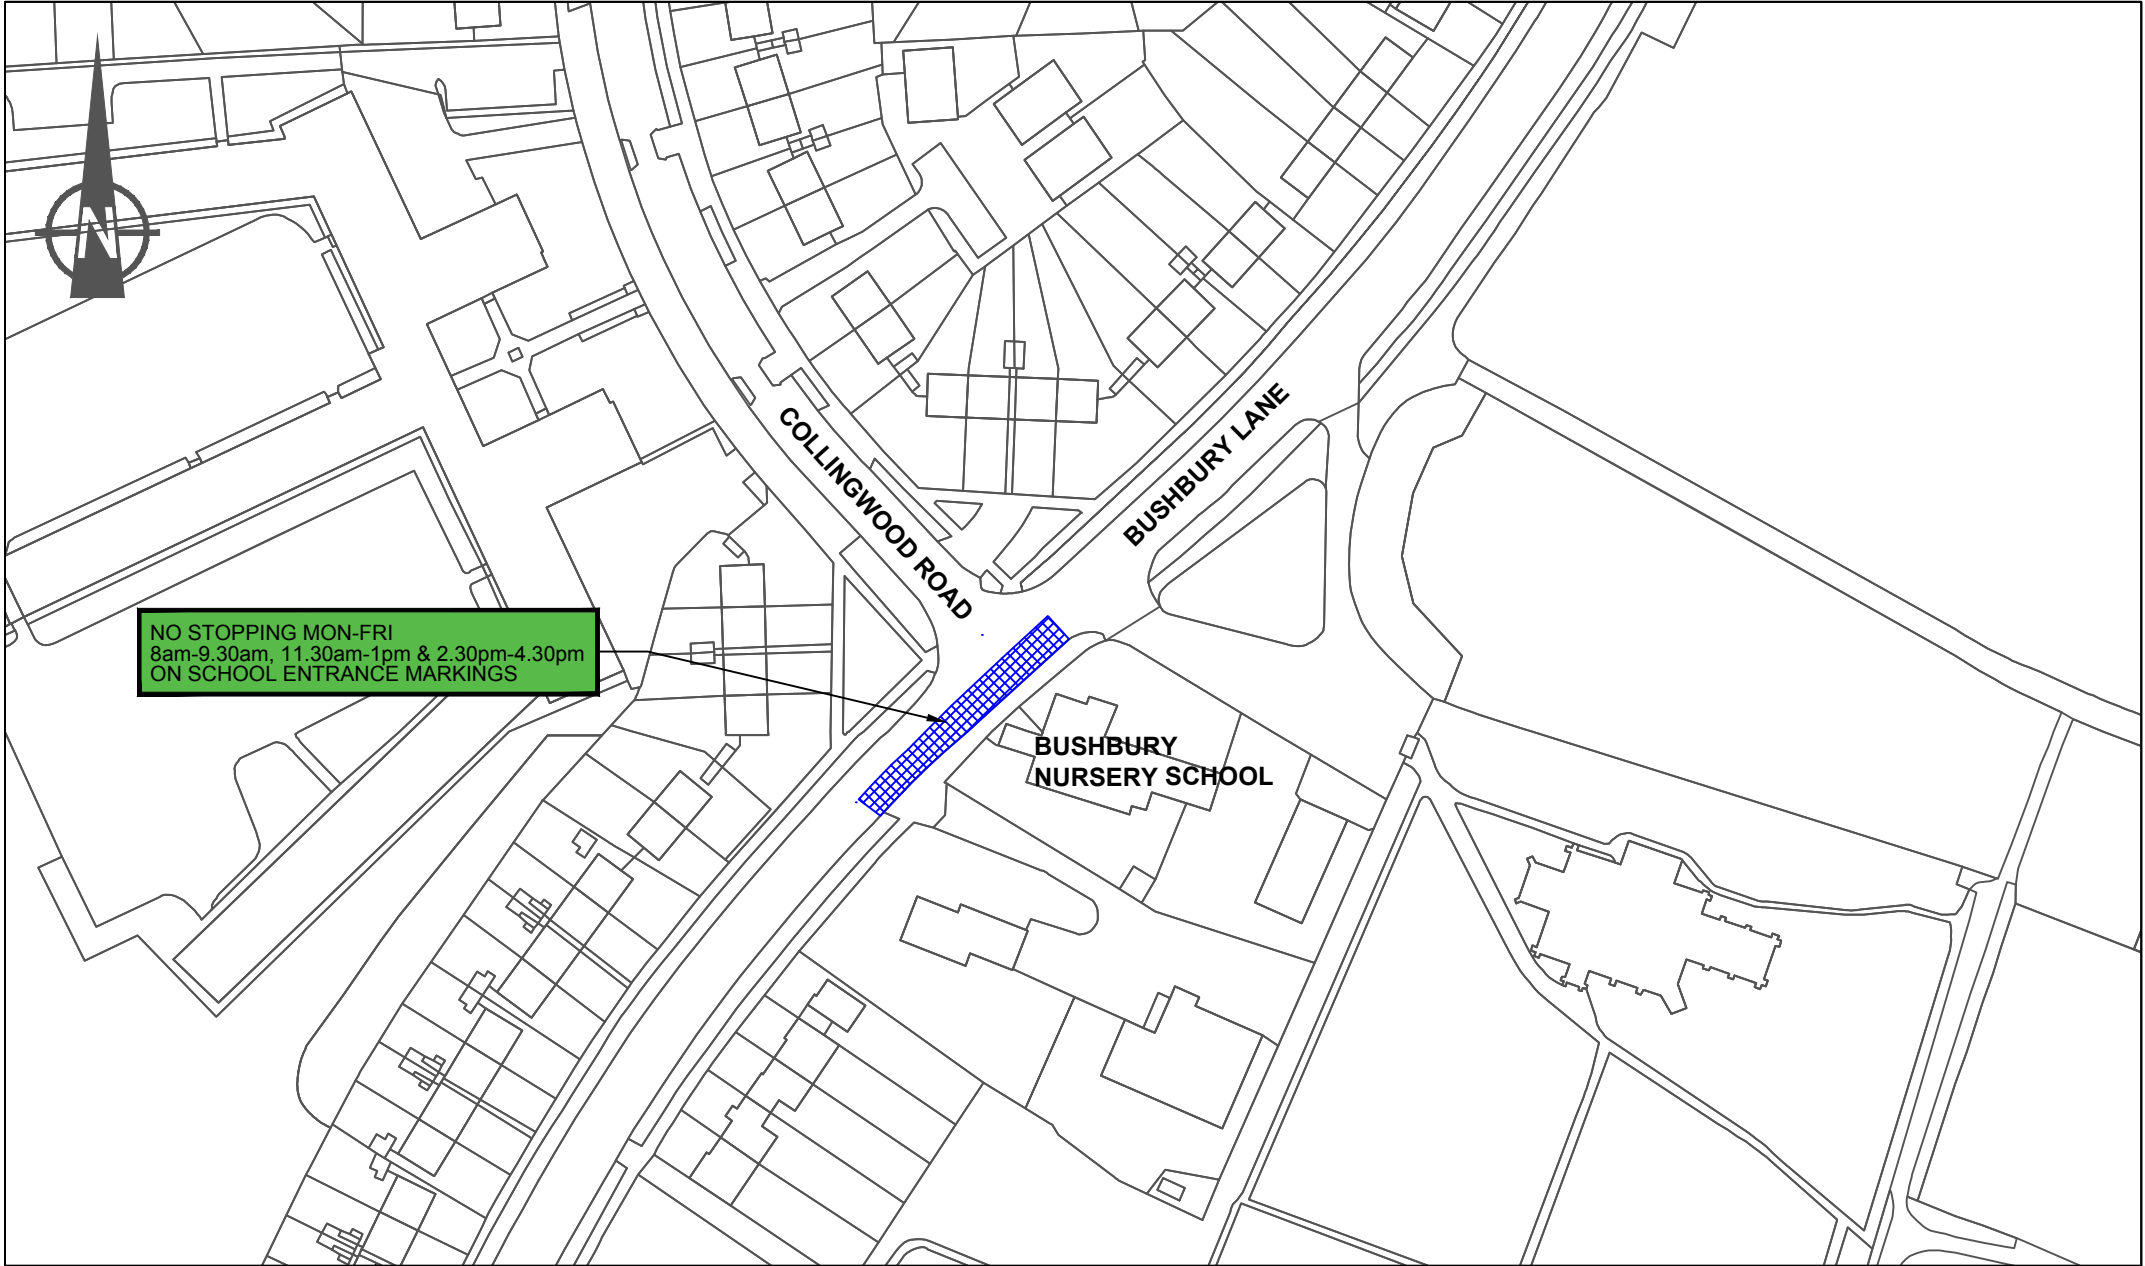 N
COLLINGWOOD ROAD
BUSHBURY LANE
NO STOPPING MON-FRI
8am-9.30am, 11.30am-1pm & 2.30pm-4.30pm
ON SCHOOL ENTRANCE MARKINGS
BUSHBURY
NURSERY SCHOOL